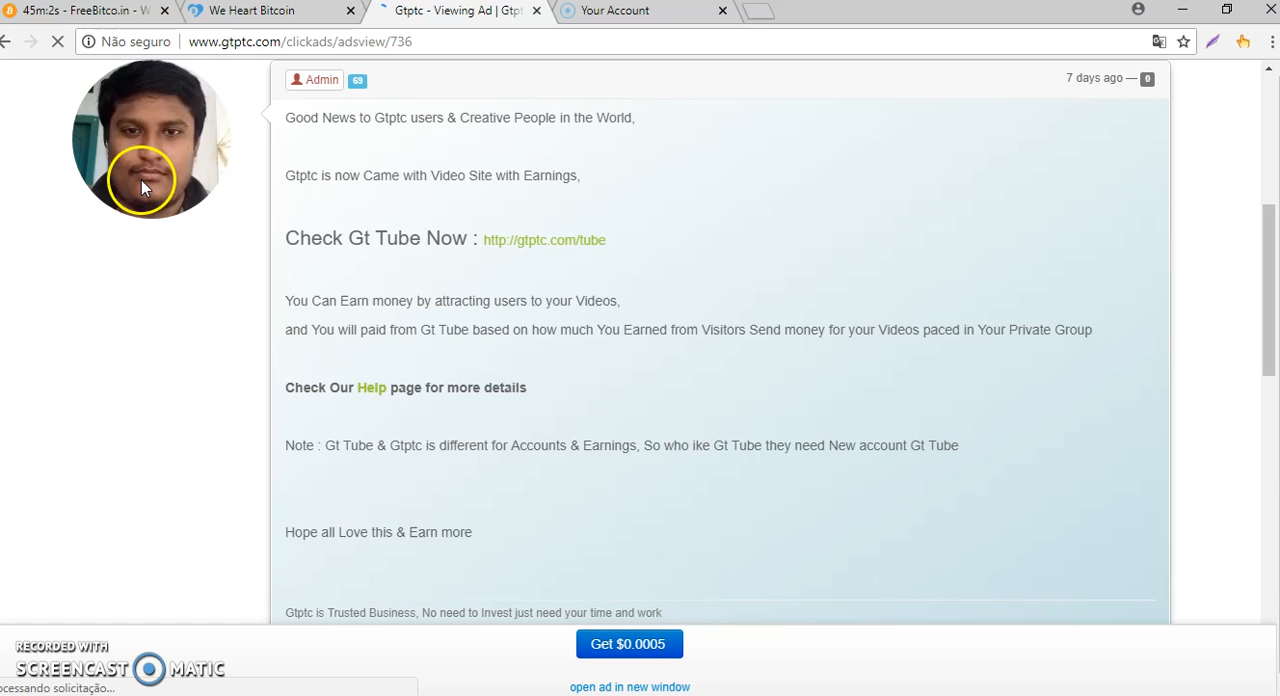 45m:2s - FreeBitco.in - W
We Heart Bitcoin
Gtptc - Viewing Ad | Gtpt
Your Account
Não seguro
www.gtptc.com/clickads/adsview/736
Admin
69
7 days ago —
0
Good News to Gtptc users & Creative People in the World,
Gtptc is now Came with Video Site with Earnings,
Check Gt Tube Now : http://gtptc.com/tube
You Can Earn money by attracting users to your Videos,
and You will paid from Gt Tube based on how much You Earned from Visitors Send money for your Videos paced in Your Private Group
Check Our Help page for more details
Note : Gt Tube & Gtptc is different for Accounts & Earnings, So who ike Gt Tube they need New account Gt Tube
Hope all Love this & Earn more
Gtptc is Trusted Business, No need to Invest just need your time and work
Get $0.0005
open ad in new window
RECORDED WITH
SCREENCAST MATIC
ocessando solicitação...